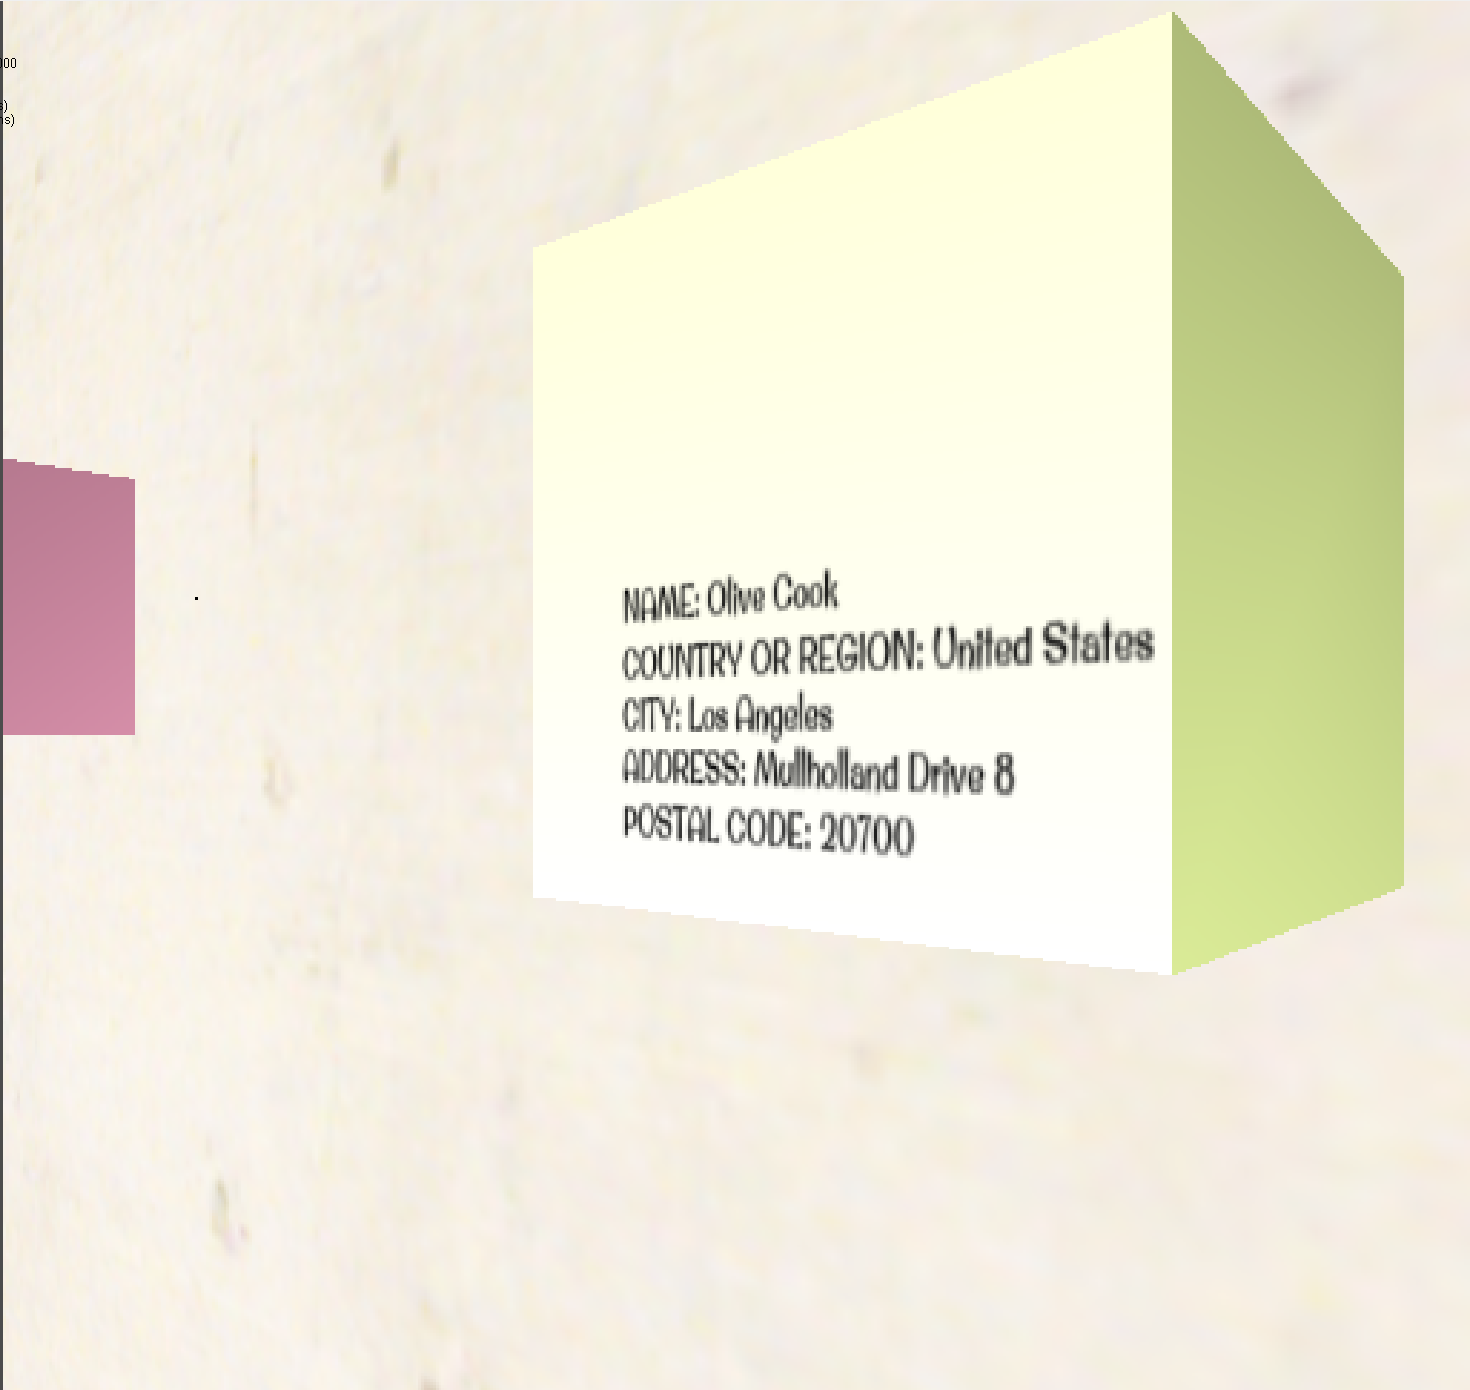 00
s)
ns)
NAME: Olive Cook
COUNTRY OR REGION: United States
CITY: Los Angeles
ADDRESS: Mullholland Drive 8
POSTAL CODE: 20700